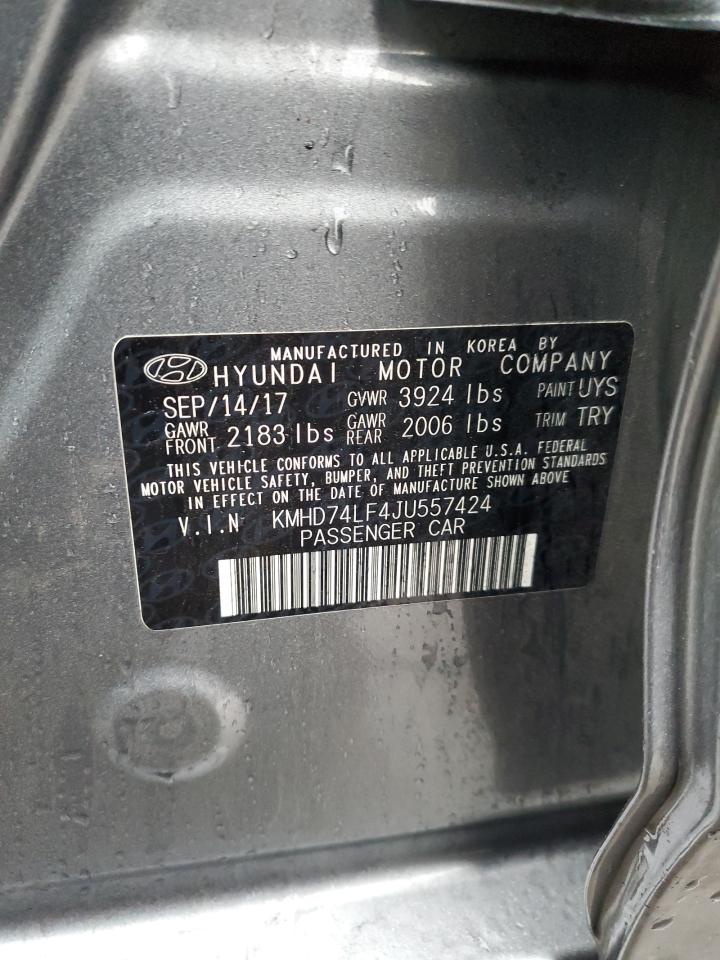 MANUFACTURED IN KOREA BY
HYUNDAI MOTOR COMPANY
SEP/14/17 GVWR 3924 lbs PAINT UYS
GAWR FRONT 2183 lbs GAWR REAR 2006 lbs TRIM TRY
THIS VEHICLE CONFORMS TO ALL APPLICABLE U.S.A. FEDERAL
MOTOR VEHICLE SAFETY, BUMPER, AND THEFT PREVENTION STANDARDS
IN EFFECT ON THE DATE OF MANUFACTURE SHOWN ABOVE
V.I.N KMHD74LF4JU557424
PASSENGER CAR